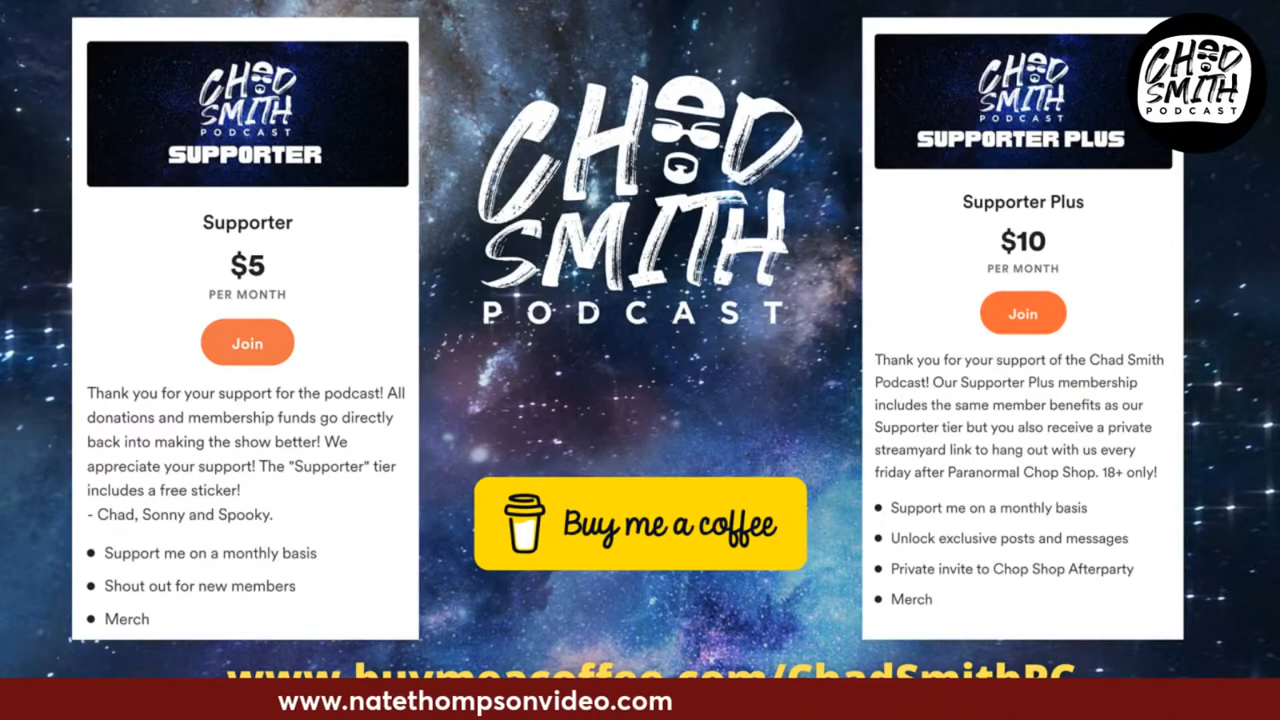 CHAD
SMITH
PODCAST
SUPPORTER
Supporter
$5
PER MONTH
Join
Thank you for your support for the podcast! All
donations and membership funds go directly
back into making the show better! We
appreciate your support! The "Supporter" tier
includes a free sticker!
- Chad, Sonny and Spooky.
Support me on a monthly basis
Shout out for new members
Merch
CHAD
SMITH
PODCAST
Buy me a coffee
CHAD
SMITH
PODCAST
SUPPORTER PLUS
Supporter Plus
$10
PER MONTH
Join
Thank you for your support of the Chad Smith
Podcast! Our Supporter Plus membership
includes the same member benefits as our
Supporter tier but you also receive a private
streamyard link to hang out with us every
friday after Paranormal Chop Shop. 18+ only!
Support me on a monthly basis
Unlock exclusive posts and messages
Private invite to Chop Shop Afterparty
Merch
CHAD
SMITH
PODCAST
www.buymeacoffee.com/ChadSmithPC
www.natethompsonvideo.com